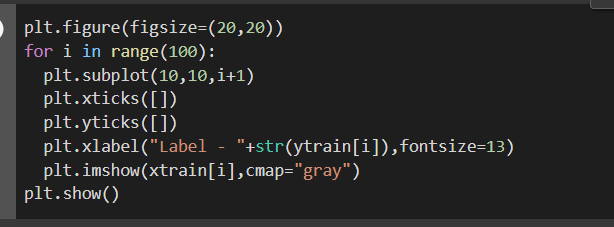 plt.figure(figsize=(20,20))
for i in range(100):
  plt.subplot(10,10,i+1)
  plt.xticks([])
  plt.yticks([])
  plt.xlabel("Label - "+str(ytrain[i]),fontsize=13)
  plt.imshow(xtrain[i],cmap="gray")
plt.show()